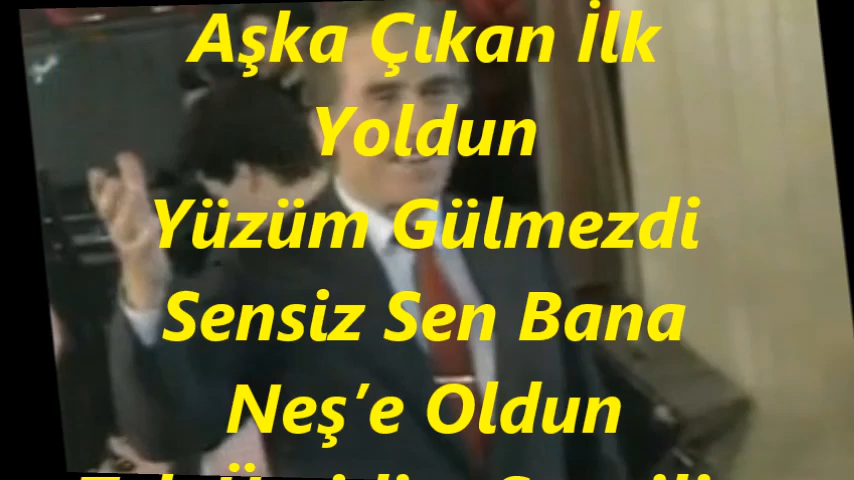 Aşka Çıkan İlk
Yoldun
Yüzüm Gülmezdi
Sensiz Sen Bana
Neş’e Oldun